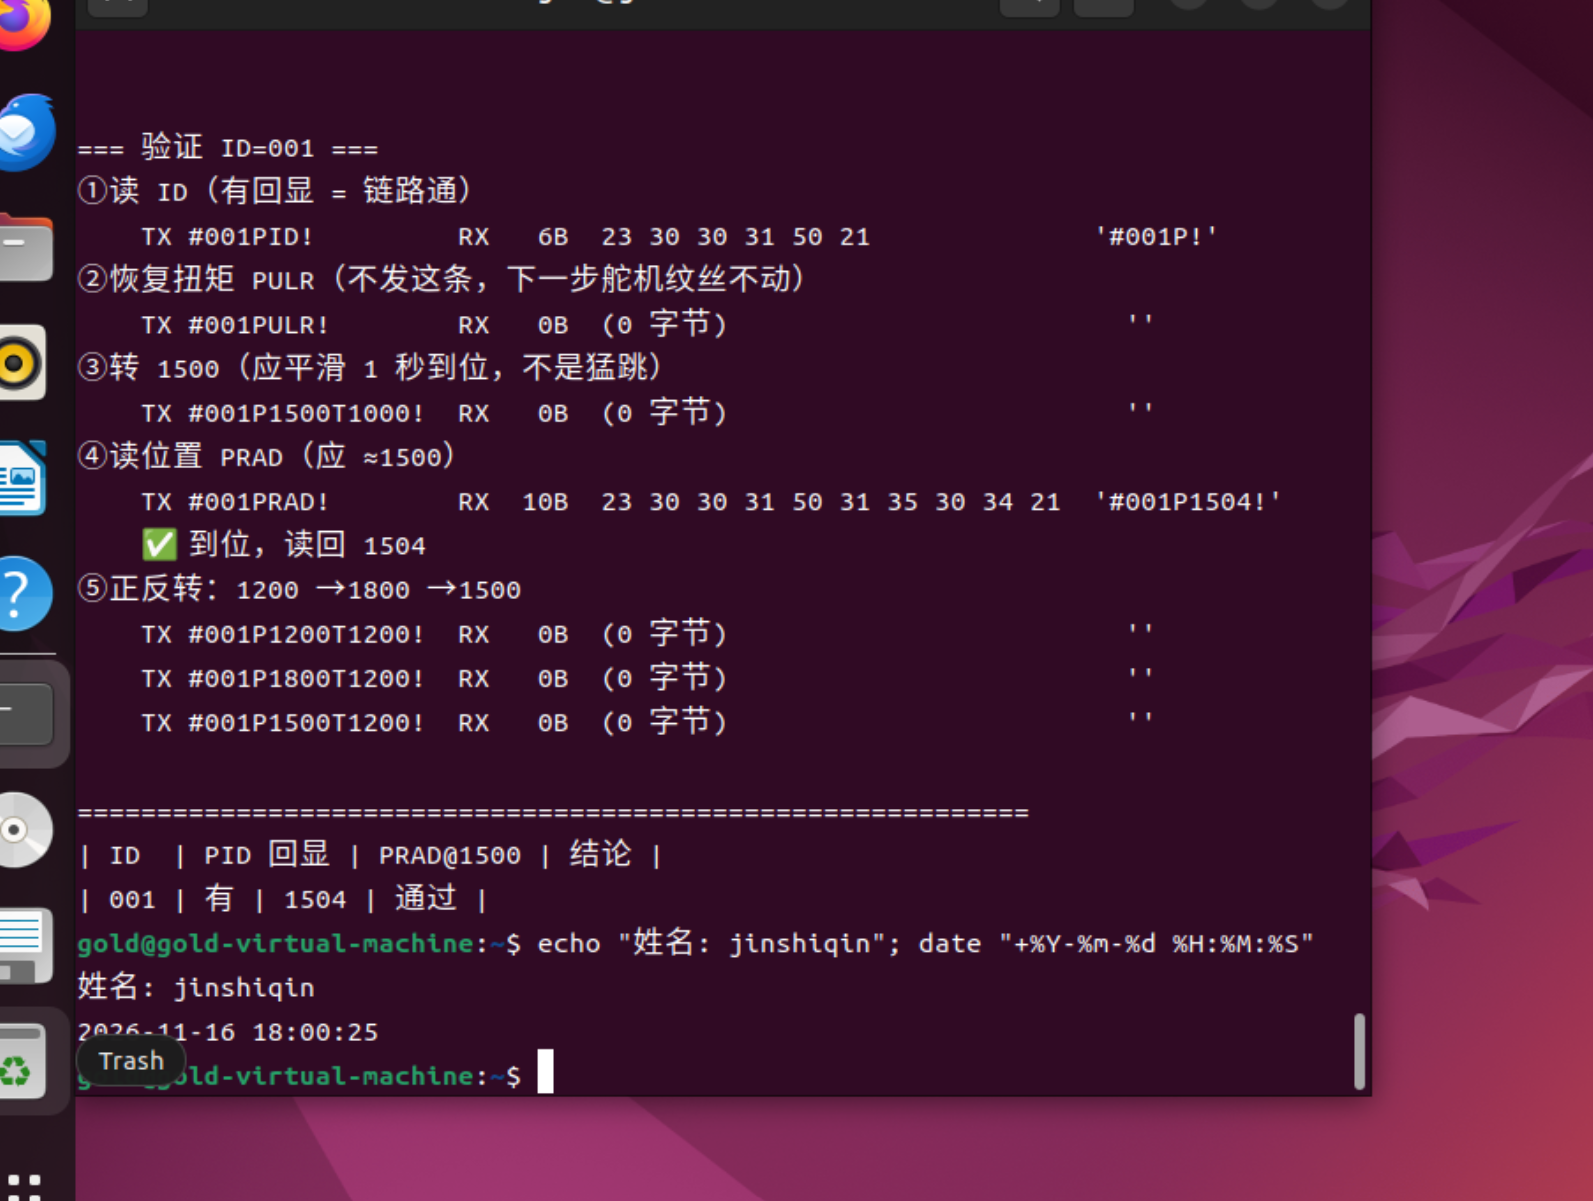 === 验证 ID=001 ===
①读 ID（有回显 = 链路通）
TX #001PID! RX 6B 23 30 30 31 50 21 '#001P!'
②恢复扭矩 PULR（不发这条，下一步舵机纹丝不动）
TX #001PULR! RX 0B (0 字节) ''
③转 1500（应平滑 1 秒到位，不是猛跳）
TX #001P1500T1000! RX 0B (0 字节) ''
④读位置 PRAD（应 ≈1500）
TX #001PRAD! RX 10B 23 30 30 31 50 31 35 30 34 21 '#001P1504!'
✅ 到位，读回 1504
⑤正反转：1200 →1800 →1500
TX #001P1200T1200! RX 0B (0 字节) ''
TX #001P1800T1200! RX 0B (0 字节) ''
TX #001P1500T1200! RX 0B (0 字节) ''
============================================================
| ID | PID 回显 | PRAD@1500 | 结论 |
| 001 | 有 | 1504 | 通过 |
gold@gold-virtual-machine:~$ echo "姓名: jinshiqin"; date "+%Y-%m-%d %H:%M:%S"
姓名: jinshiqin
2026-11-16 18:00:25
Trash
ld-virtual-machine:~$